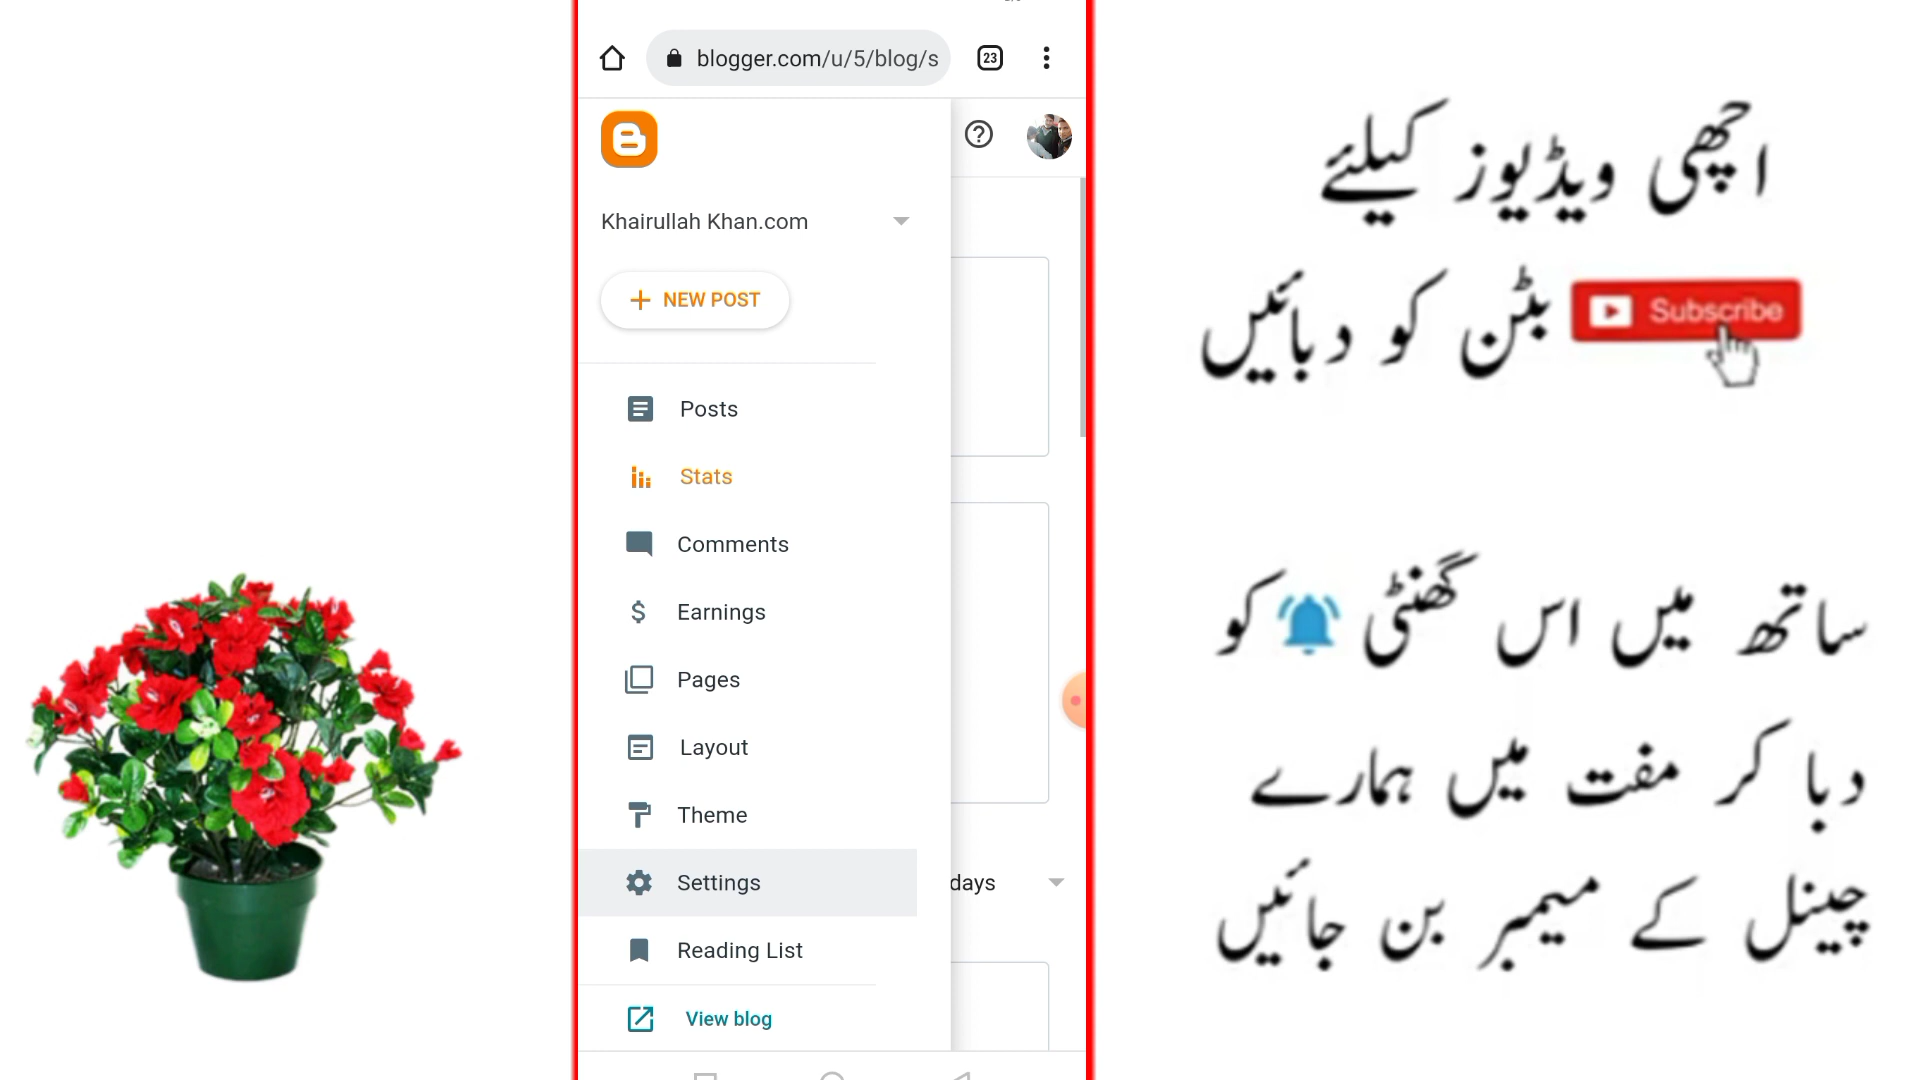 blogger.com/u/5/blog/s
23
Khairullah Khan.com
NEW POST
Posts
Stats
Comments
Earnings
Pages
Layout
Theme
Settings
days
Reading List
View blog
اچھی ویڈیوز کیلئے
Subscribe بٹن کو دبائیں
ساتھ میں اس گھنٹی کو
دبا کر مفت میں ہمارے
چینل کے میمبر بن جائیں